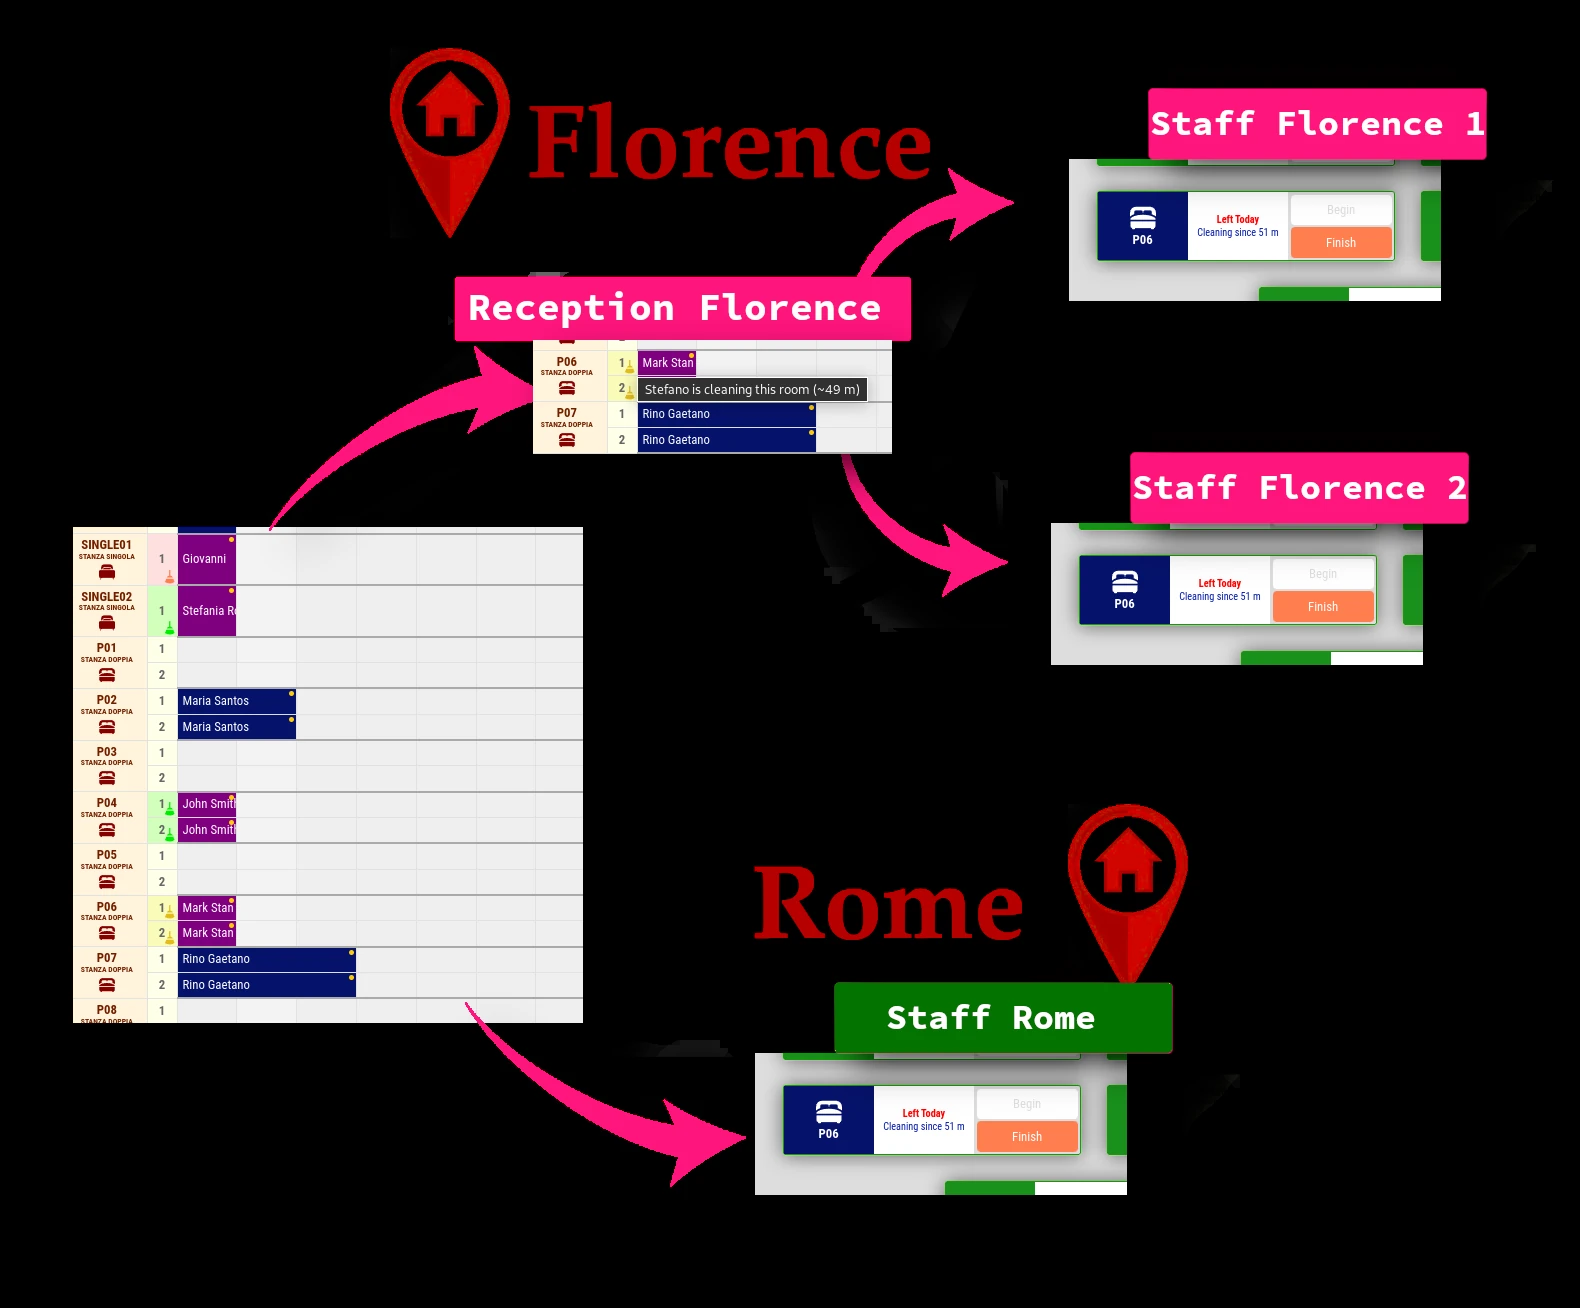 Florence
Staff Florence 1
P06
Left Today
Cleaning since 51 m
Begin
Finish
Reception Florence
P06
STANZA DOPPIA
1
Mark Stan
2
Stefano is cleaning this room (~49 m)
P07
STANZA DOPPIA
1
Rino Gaetano
2
Rino Gaetano
Staff Florence 2
P06
Left Today
Cleaning since 51 m
Begin
Finish
SINGLE01
STANZA SINGOLA
1
Giovanni
SINGLE02
STANZA SINGOLA
1
Stefania Ro
P01
STANZA DOPPIA
1
2
P02
STANZA DOPPIA
1
Maria Santos
2
Maria Santos
P03
STANZA DOPPIA
1
2
P04
STANZA DOPPIA
1
John Smith
2
John Smith
P05
STANZA DOPPIA
1
2
P06
STANZA DOPPIA
1
Mark Stan
2
Mark Stan
P07
STANZA DOPPIA
1
Rino Gaetano
2
Rino Gaetano
P08
STANZA DOPPIA
1
Rome
Staff Rome
P06
Left Today
Cleaning since 51 m
Begin
Finish